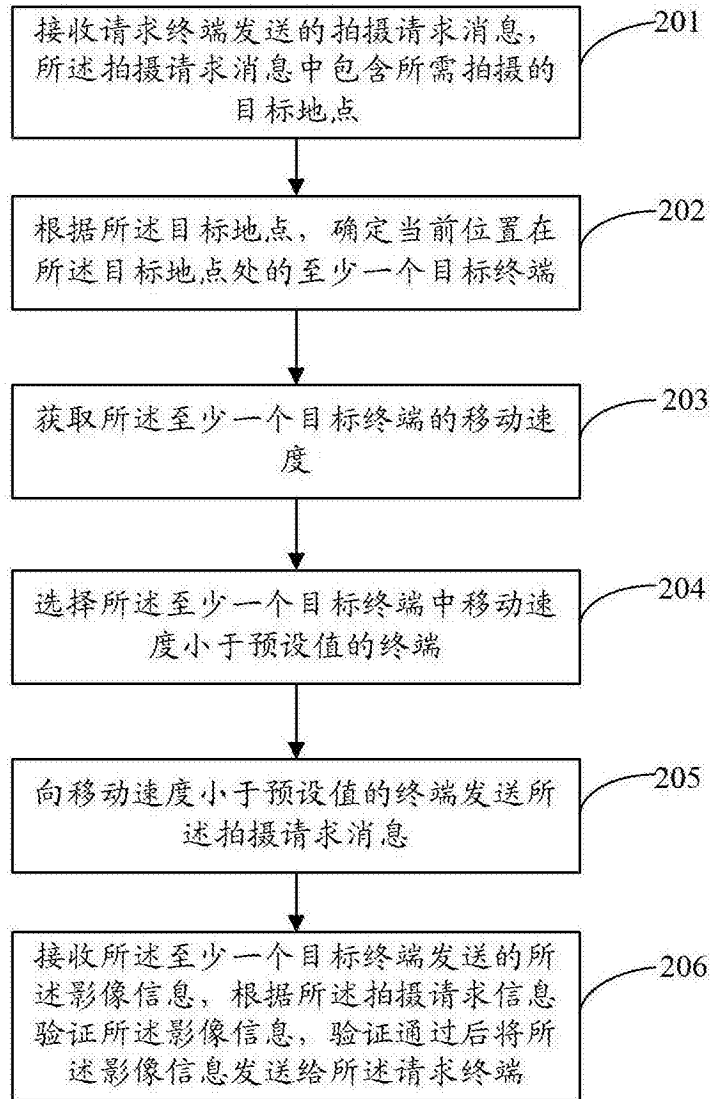 接收请求终端发送的拍摄请求消息，
所述拍摄请求消息中包含所需拍摄的
目标地点
201
根据所述目标地点，确定当前位置在
所述目标地点处的至少一个目标终端
202
获取所述至少一个目标终端的移动速
度
203
选择所述至少一个目标终端中移动速
度小于预设值的终端
204
向移动速度小于预设值的终端发送所
述拍摄请求消息
205
接收所述至少一个目标终端发送的所
述影像信息，根据所述拍摄请求信息
验证所述影像信息，验证通过后将所
述影像信息发送给所述请求终端
206